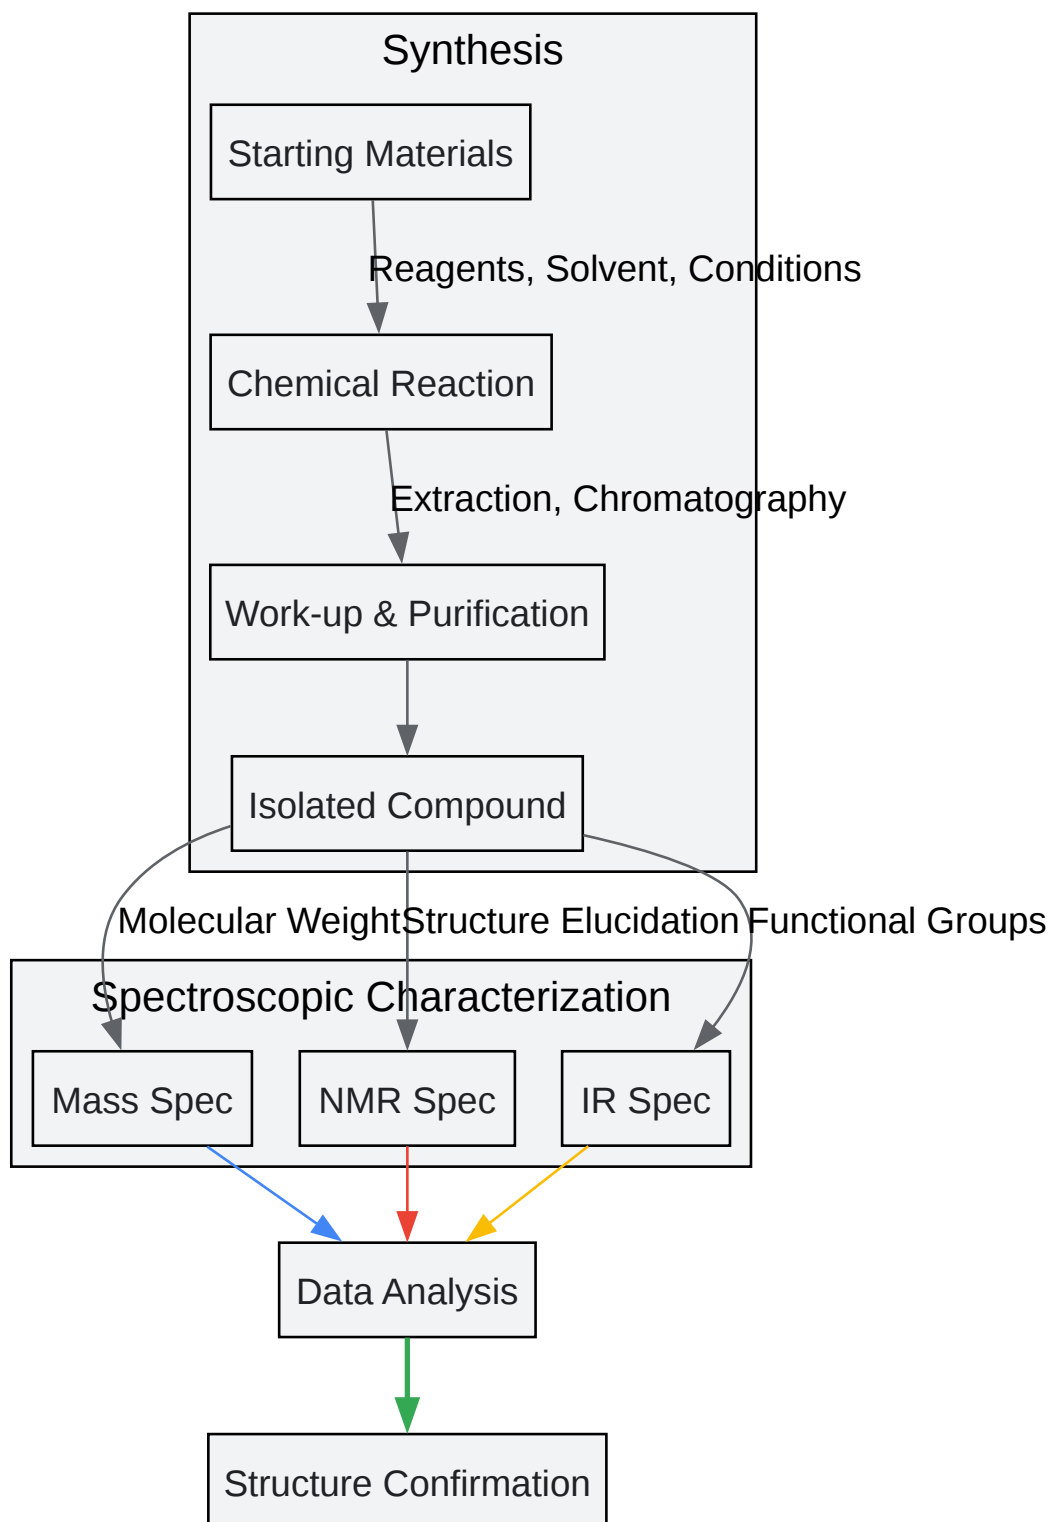 Synthesis
Starting Materials
Reagents, Solvent, Conditions
Chemical Reaction
Extraction, Chromatography
Work-up & Purification
Isolated Compound
Molecular Weight
Structure Elucidation
Functional Groups
Spectroscopic Characterization
Mass Spec
NMR Spec
IR Spec
Data Analysis
Structure Confirmation